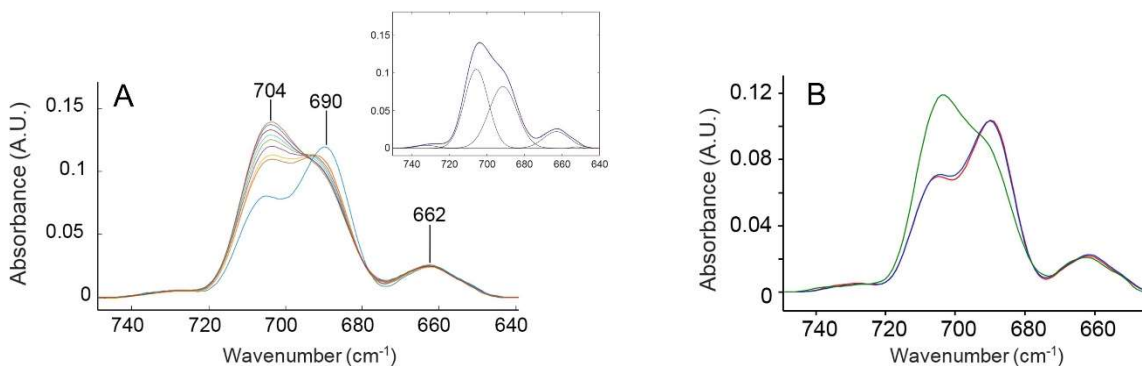 A
704
690
662
0.15
0.1
0.05
0
Absorbance (A.U.)
740 720 700 680 660 640
Wavenumber (cm-1)
0.15
0.1
0.05
0
740 720 700 680 660 640
B
0.12
0.08
0.04
0
Absorbance (A.U.)
740 720 700 680 660
Wavenumber (cm-1)